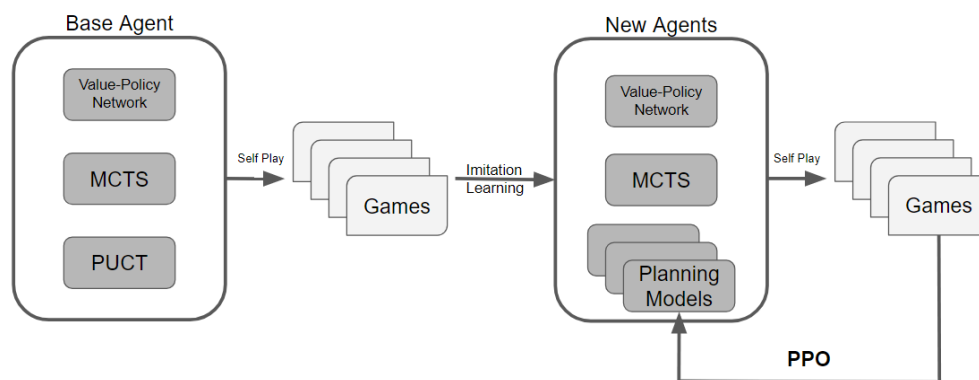 Base Agent
Value-Policy
Network
MCTS
PUCT
Self Play
Games
Imitation
Learning
New Agents
Value-Policy
Network
MCTS
Planning
Models
Self Play
Games
PPO